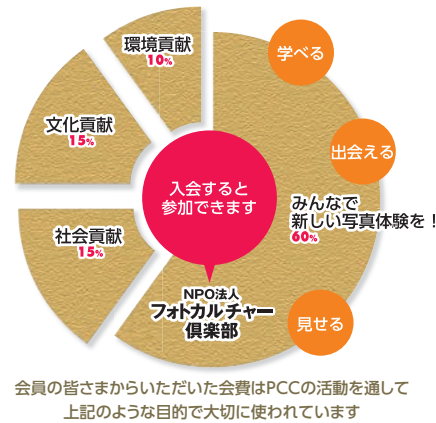 環境貢献
10%
学べる
文化貢献
15%
出会える
入会すると
参加できます
みんなで
新しい写真体験を！
60%
社会貢献
15%
NPO法人
フォトカルチャー
倶楽部
見せる
会員の皆さまからいただいた会費はPCCの活動を通して
上記のような目的で大切に使われています